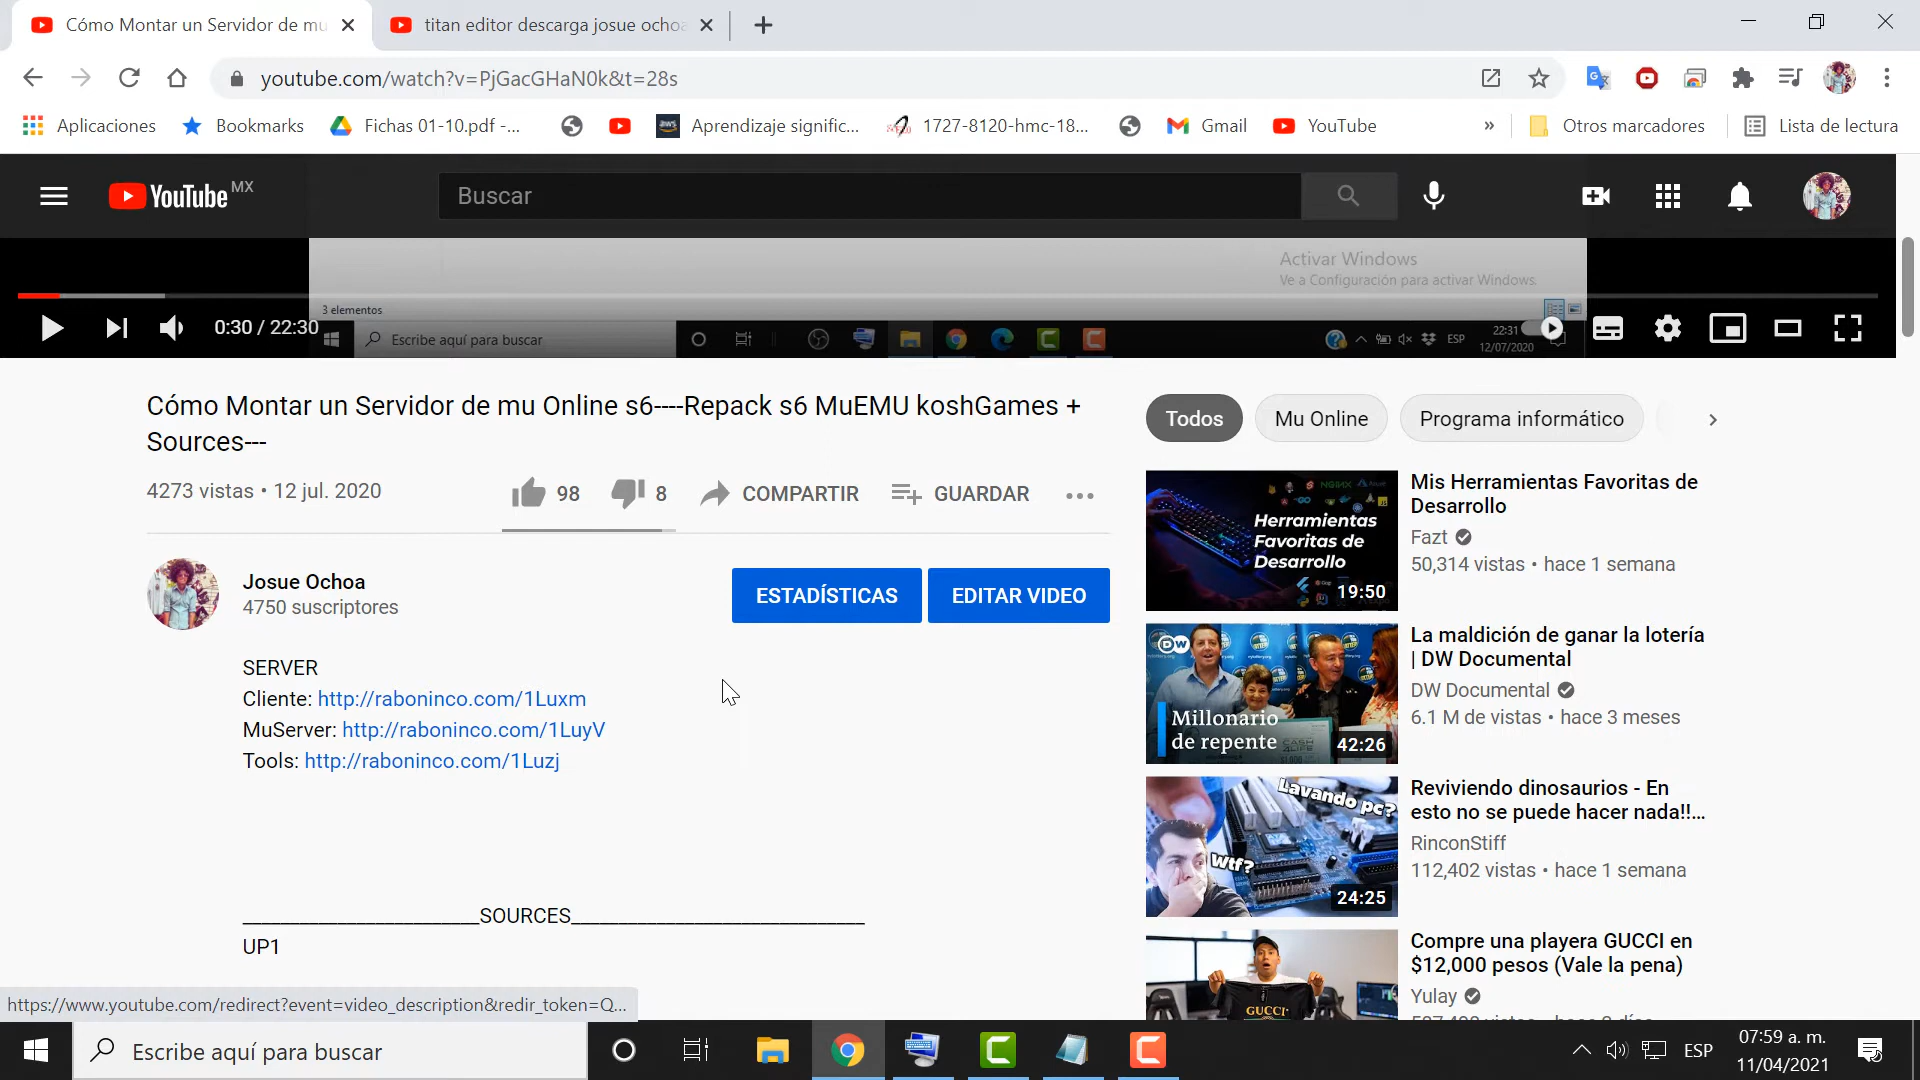 Cómo Montar un Servidor de mu
titan editor descarga josue ocho
youtube.com/watch?v=PjGacGHaN0k&t=28s
Aplicaciones
Bookmarks
Fichas 01-10.pdf -...
Aprendizaje signific...
1727-8120-hmc-18...
Gmail
YouTube
»
Otros marcadores
Lista de lectura
YouTube MX
Buscar
Activar Windows
Ve a Configuración para activar Windows.
3 elementos
0:30 / 22:30
Escribe aquí para buscar
ESP
22:31
12/07/2020
Cómo Montar un Servidor de mu Online s6----Repack s6 MuEMU koshGames +
Sources---
4273 vistas • 12 jul. 2020
98
8
COMPARTIR
GUARDAR
Josue Ochoa
4750 suscriptores
ESTADÍSTICAS
EDITAR VIDEO
SERVER
Cliente: http://raboninco.com/1Luxm
MuServer: http://raboninco.com/1LuyV
Tools: http://raboninco.com/1Luzj
______________________SOURCES___________________________
UP1
Todos
Mu Online
Programa informático
Herramientas
Favoritas de
Desarrollo
19:50
Mis Herramientas Favoritas de
Desarrollo
Fazt
50,314 vistas • hace 1 semana
DW
Millonario
de repente
42:26
La maldición de ganar la lotería
| DW Documental
DW Documental
6.1 M de vistas • hace 3 meses
Lavando pc?
Wtf?
24:25
Reviviendo dinosaurios - En
esto no se puede hacer nada!!...
RinconStiff
112,402 vistas • hace 1 semana
GUCCI
Compre una playera GUCCI en
$12,000 pesos (Vale la pena)
Yulay
https://www.youtube.com/redirect?event=video_description&redir_token=Q...
Escribe aquí para buscar
ESP
07:59 a. m.
11/04/2021